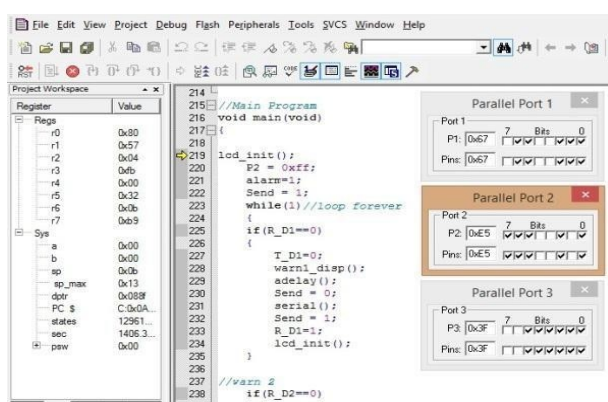 File Edit View Project Debug Flash Peripherals Tools SVCS Window Help
Project Workspace
Register Value
Regs
r0 0x80
r1 0x57
r2 0x04
r3 0xfb
r4 0x00
r5 0x32
r6 0x0b
r7 0xb9
Sys
a 0x00
b 0x00
sp 0x0b
sp_max 0x13
dptr 0x088f
PC $ C:0x0A...
states 12961...
sec 1406.3...
psw 0x00
214
215 //Main Program
216 void main(void)
217 {
218
219 lcd_init();
220 P2 = 0xff;
221 alarm=1;
222 Send = 1;
223 while(1)//loop forever
224 {
225 if(R_D1==0)
226 {
227 T_D1=0;
228 warn1_disp();
229 adelay();
230 Send = 0;
231 serial();
232 Send = 1;
233 R_D1=1;
234 lcd_init();
235 }
236
237 //warn 2
238 if(R_D2==0)
Parallel Port 1
Port 1
7 Bits 0
P1: 0x67
Pins: 0x67
Parallel Port 2
Port 2
7 Bits 0
P2: 0xE5
Pins: 0xE5
Parallel Port 3
Port 3
7 Bits 0
P3: 0x3F
Pins: 0x3F